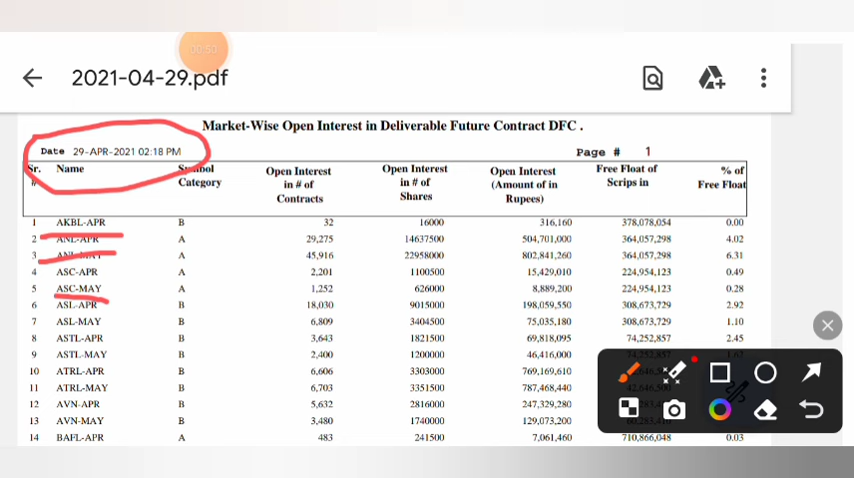 00:50
2021-04-29.pdf
Market-Wise Open Interest in Deliverable Future Contract DFC .
Date 29-APR-2021 02:18 PM Page # 1
Sr. # Name Symbol Category Open Interest in # of Contracts Open Interest in # of Shares Open Interest (Amount of in Rupees) Free Float of Scrips in % of Free Float
1 AKBL-APR B 32 16000 316,160 378,078,054 0.00
2 ANL-APR A 29,275 14637500 504,701,000 364,057,298 4.02
3 ANL-MAY A 45,916 22958000 802,841,260 364,057,298 6.31
4 ASC-APR A 2,201 1100500 15,429,010 224,954,123 0.49
5 ASC-MAY A 1,252 626000 8,889,200 224,954,123 0.28
6 ASL-APR B 18,030 9015000 198,059,550 308,673,729 2.92
7 ASL-MAY B 6,809 3404500 75,035,180 308,673,729 1.10
8 ASTL-APR B 3,643 1821500 69,818,095 74,252,857 2.45
9 ASTL-MAY B 2,400 1200000 46,416,000
10 ATRL-APR B 6,606 3303000 769,169,610
11 ATRL-MAY B 6,703 3351500 787,468,440
12 AVN-APR B 5,632 2816000 247,329,280
13 AVN-MAY B 3,480 1740000 129,073,200
14 BAFL-APR A 483 241500 7,061,460 710,866,048 0.03